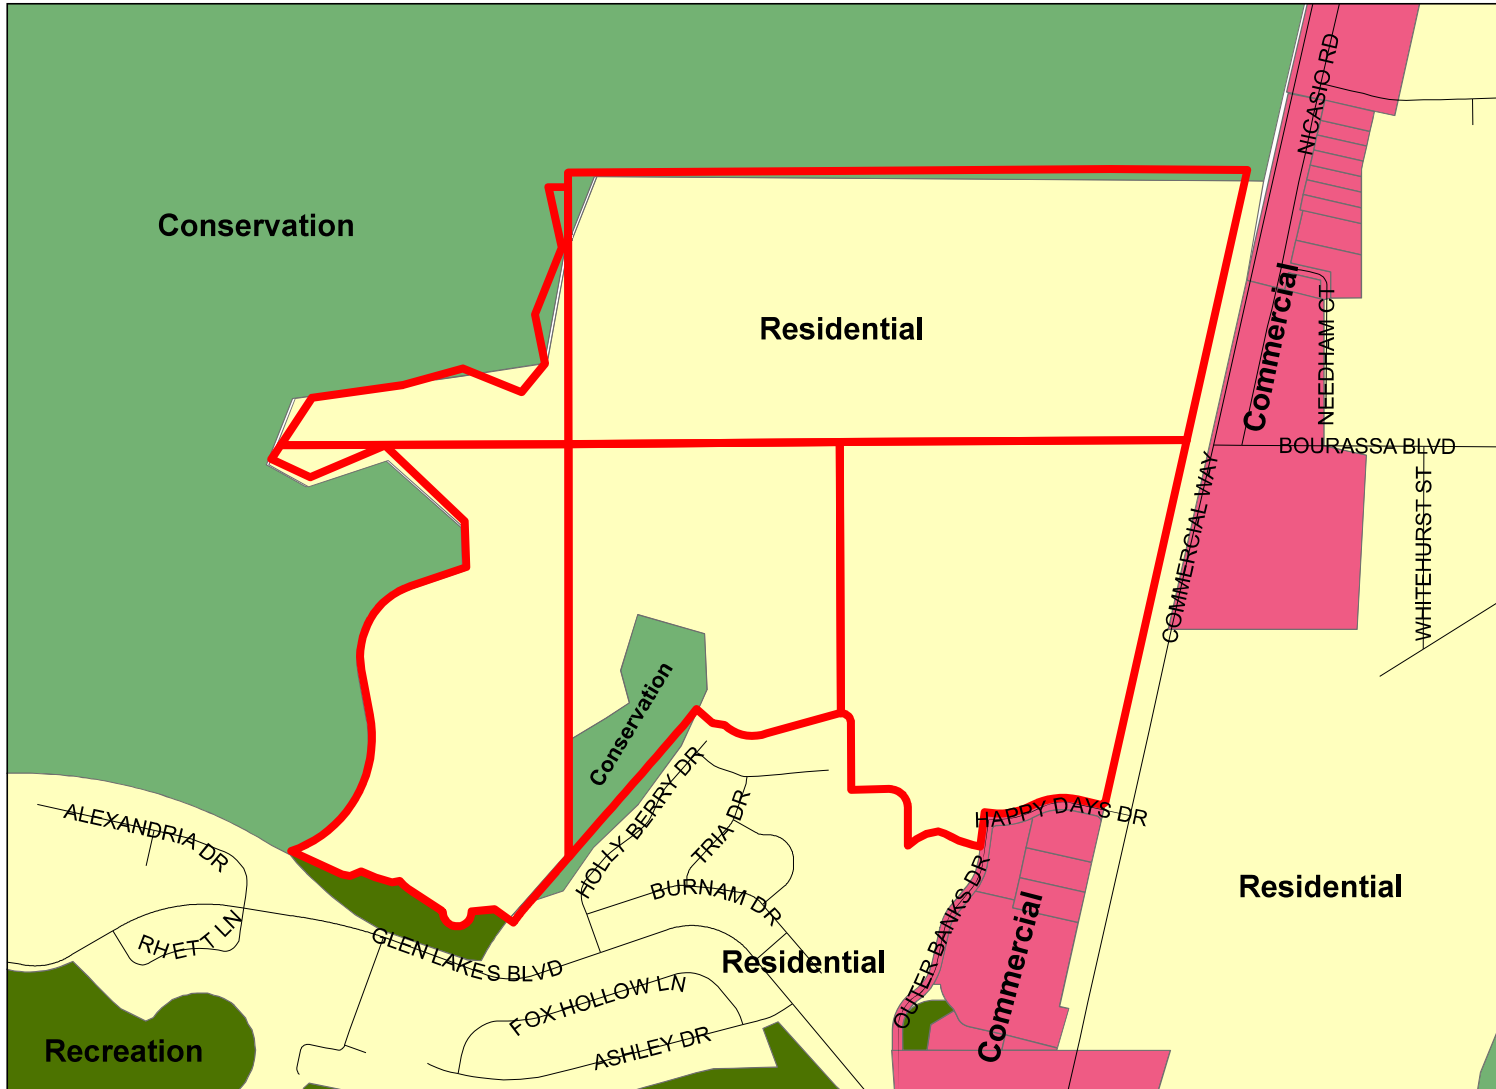 NICASIO RD
Conservation
Commercial
Residential
NEEDHAM CT
BOURASSA BLVD
COMMERCIAL WAY
WHITEHURST ST
Conservation
HOLLY BERRY DR
TRIA DR
HAPPY DAYS DR
ALEXANDRIA DR
BURNAM DR
OUTER BANKS DR
Residential
RHETT LN
GLEN LAKES BLVD
Residential
Commercial
FOX HOLLOW LN
ASHLEY DR
Recreation